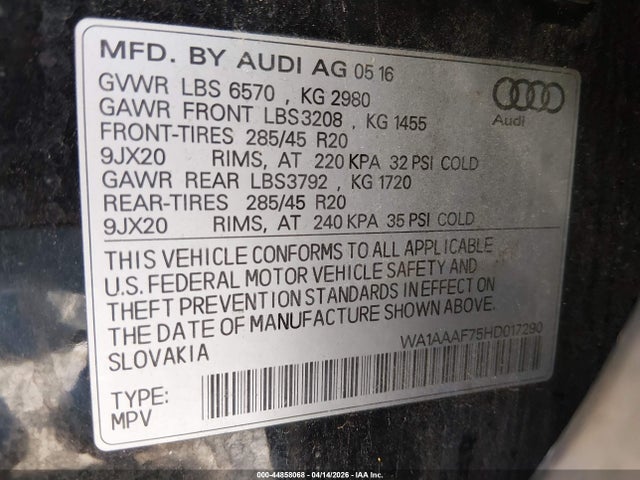 MFD. BY AUDI AG 05 16
GVWR LBS 6570 , KG 2980
GAWR FRONT LBS3208 , KG 1455
FRONT-TIRES 285/45 R20
9JX20 RIMS, AT 220 KPA 32 PSI COLD
GAWR REAR LBS3792 , KG 1720
REAR-TIRES 285/45 R20
9JX20 RIMS, AT 240 KPA 35 PSI COLD
Audi
THIS VEHICLE CONFORMS TO ALL APPLICABLE
U.S. FEDERAL MOTOR VEHICLE SAFETY AND
THEFT PREVENTION STANDARDS IN EFFECT ON
THE DATE OF MANUFACTURE SHOWN ABOVE.
SLOVAKIA
WA1AAAF75HD017290
TYPE:
MPV
000-44858068 - 04/14/2026 - IAA Inc.